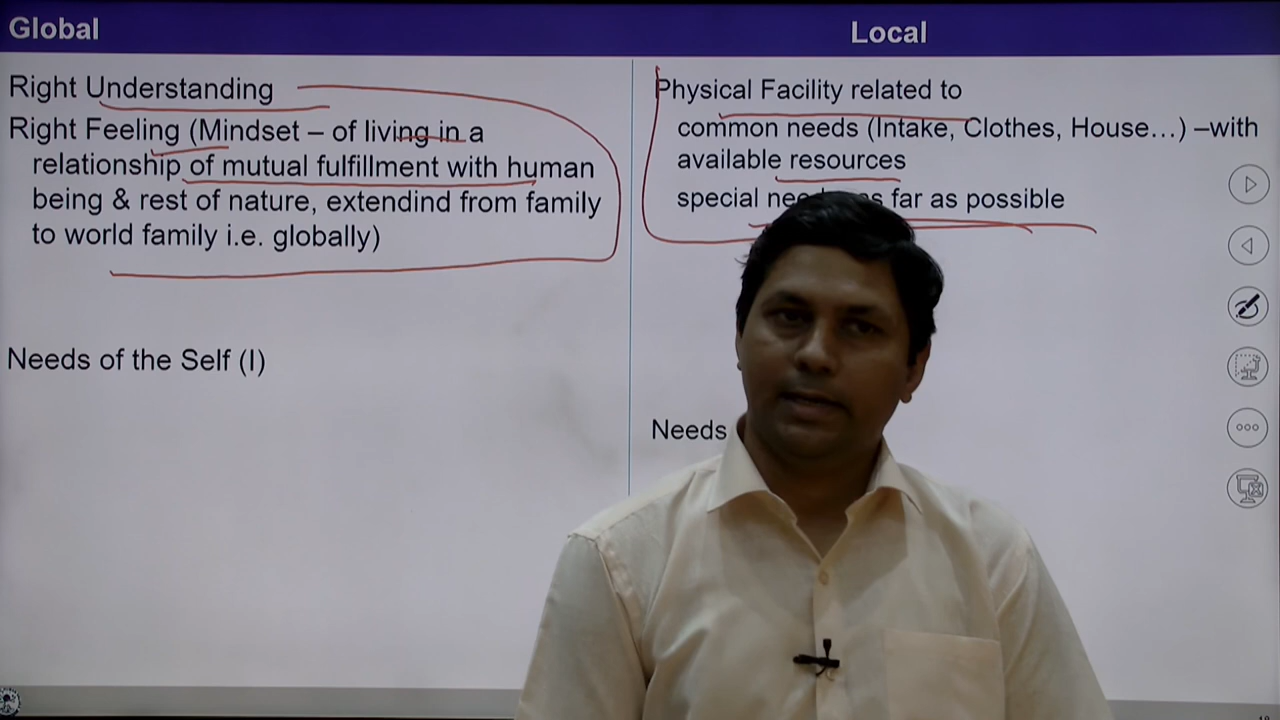 Global
Local
Right Understanding
Right Feeling (Mindset – of living in a
relationship of mutual fulfillment with human
being & rest of nature, extendind from family
to world family i.e. globally)
Physical Facility related to
common needs (Intake, Clothes, House...) –with
available resources
special far as possible
Needs of the Self (I)
Needs